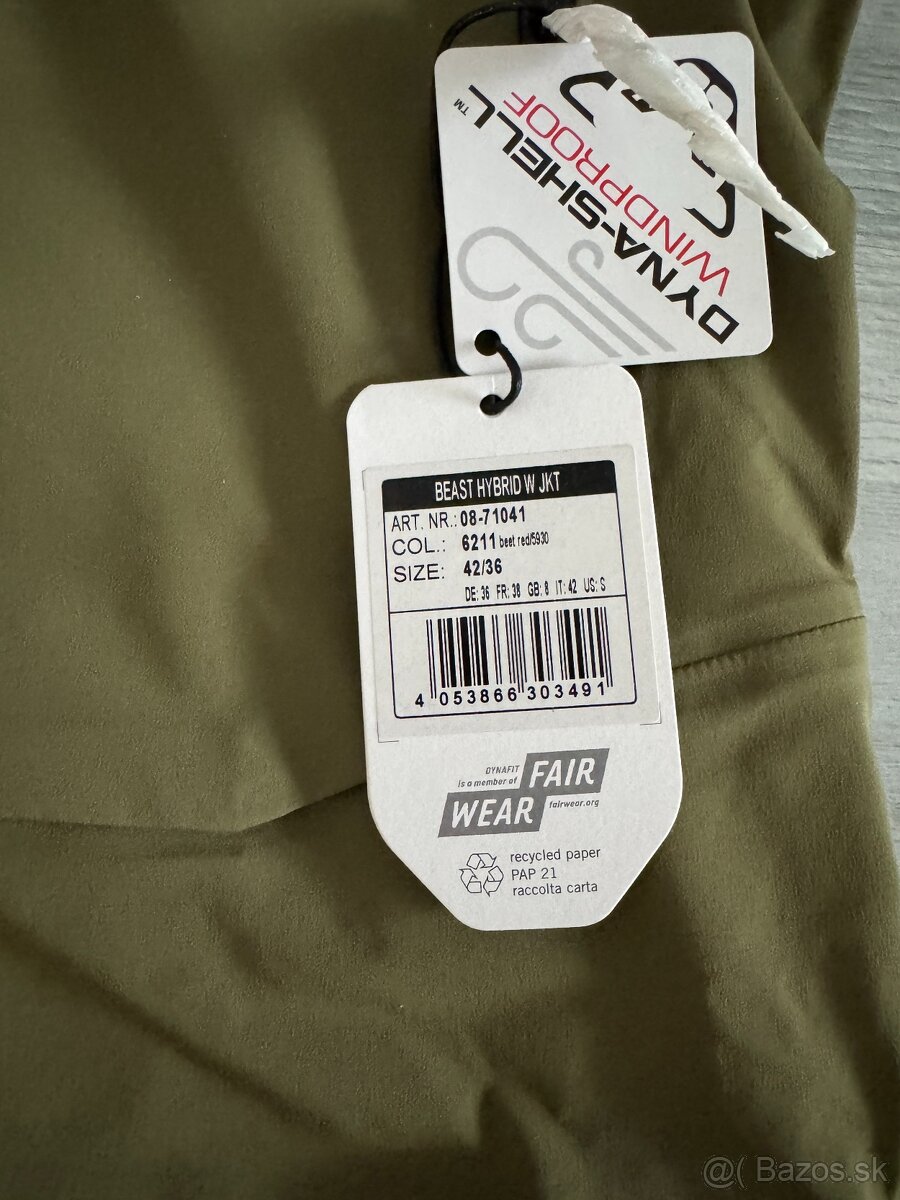 DYNA-SHELL™
WINDPROOF
BEAST HYBRID W JKT
ART. NR.: 08-71041
COL.: 6211 beet red/5930
SIZE: 42/36
DE: 36 FR: 38 GB: 8 IT: 42 US: S
4 053866 303491
DYNAFIT
is a member of
FAIR
WEAR
fairwear.org
recycled paper
PAP 21
raccolta carta
@( Bazos.sk